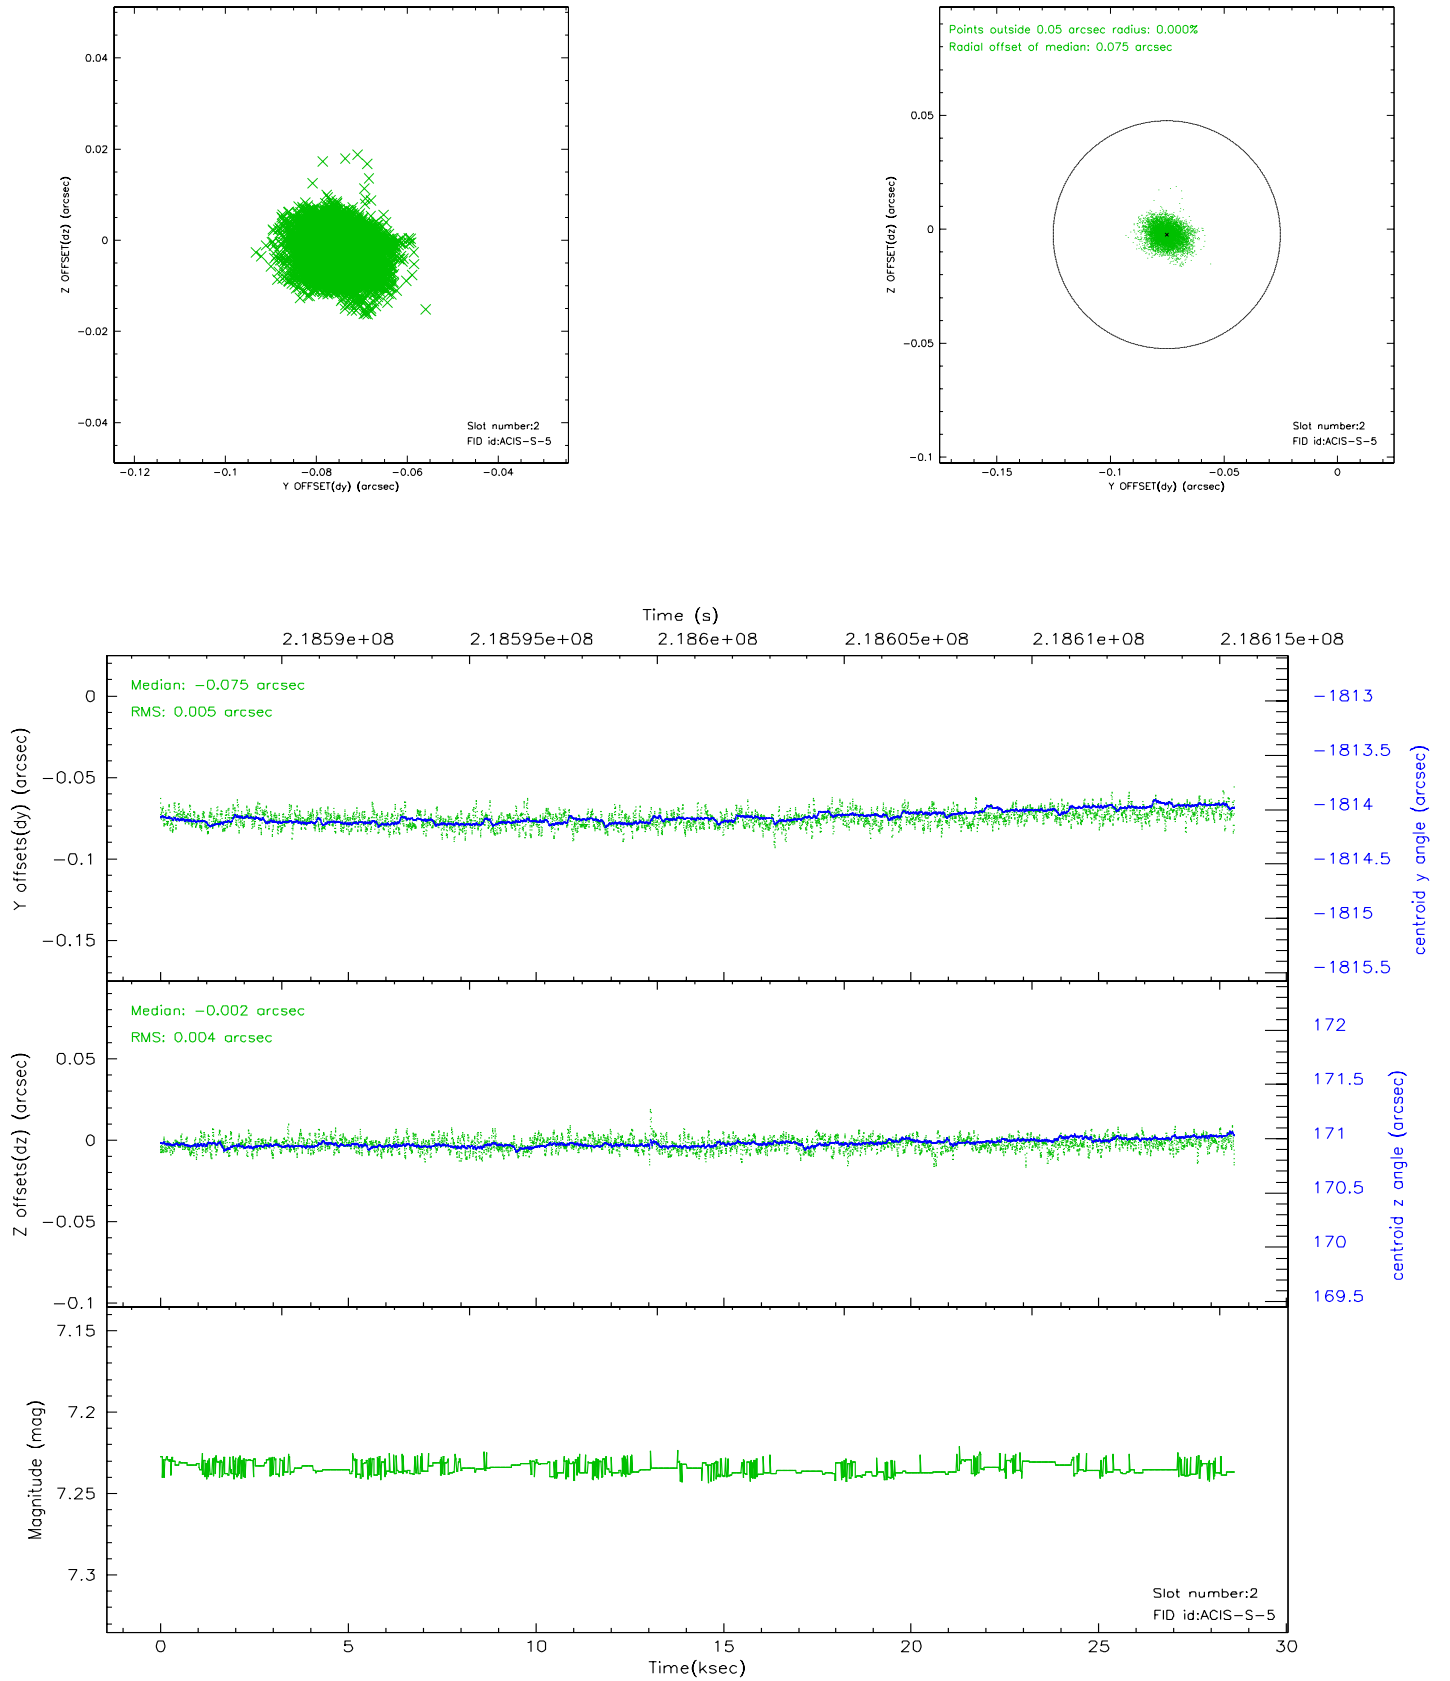 0.04
0.02
0
−0.02
−0.04
Z OFFSET(dz) (arcsec)
Slot number:2
FID id:ACIS−S−5
−0.12 −0.1 −0.08 −0.06 −0.04
Y OFFSET(dy) (arcsec)
Points outside 0.05 arcsec radius: 0.000%
Radial offset of median: 0.075 arcsec
0.05
0
−0.05
−0.1
Z OFFSET(dz) (arcsec)
Slot number:2
FID id:ACIS−S−5
−0.15 −0.1 −0.05 0
Y OFFSET(dy) (arcsec)
Time (s)
2.1859e+08 2.18595e+08 2.186e+08 2.18605e+08 2.1861e+08 2.18615e+08
Median: −0.075 arcsec
RMS: 0.005 arcsec
0
−0.05
−0.1
−0.15
Y offsets(dy) (arcsec)
−1813
−1813.5
−1814
−1814.5
−1815
−1815.5
centroid y angle (arcsec)
Median: −0.002 arcsec
RMS: 0.004 arcsec
0.05
0
−0.05
−0.1
Z offsets(dz) (arcsec)
172
171.5
171
170.5
170
169.5
centroid z angle (arcsec)
7.15
7.2
7.25
7.3
Magnitude (mag)
Slot number:2
FID id:ACIS−S−5
0 5 10 15 20 25 30
Time(ksec)